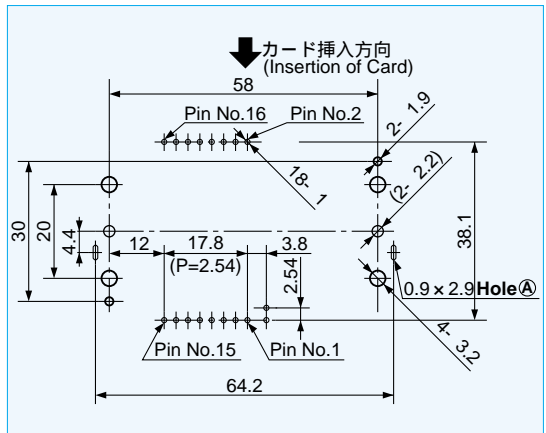 カード挿入方向
(Insertion of Card)
58
Pin No.16
Pin No.2
2- 1.9
18- 1
(2- 2.2)
30
20
4.4
12
17.8
(P=2.54)
3.8
2.54
38.1
0.9×2.9HoleⒶ
4- 3.2
Pin No.15
Pin No.1
64.2